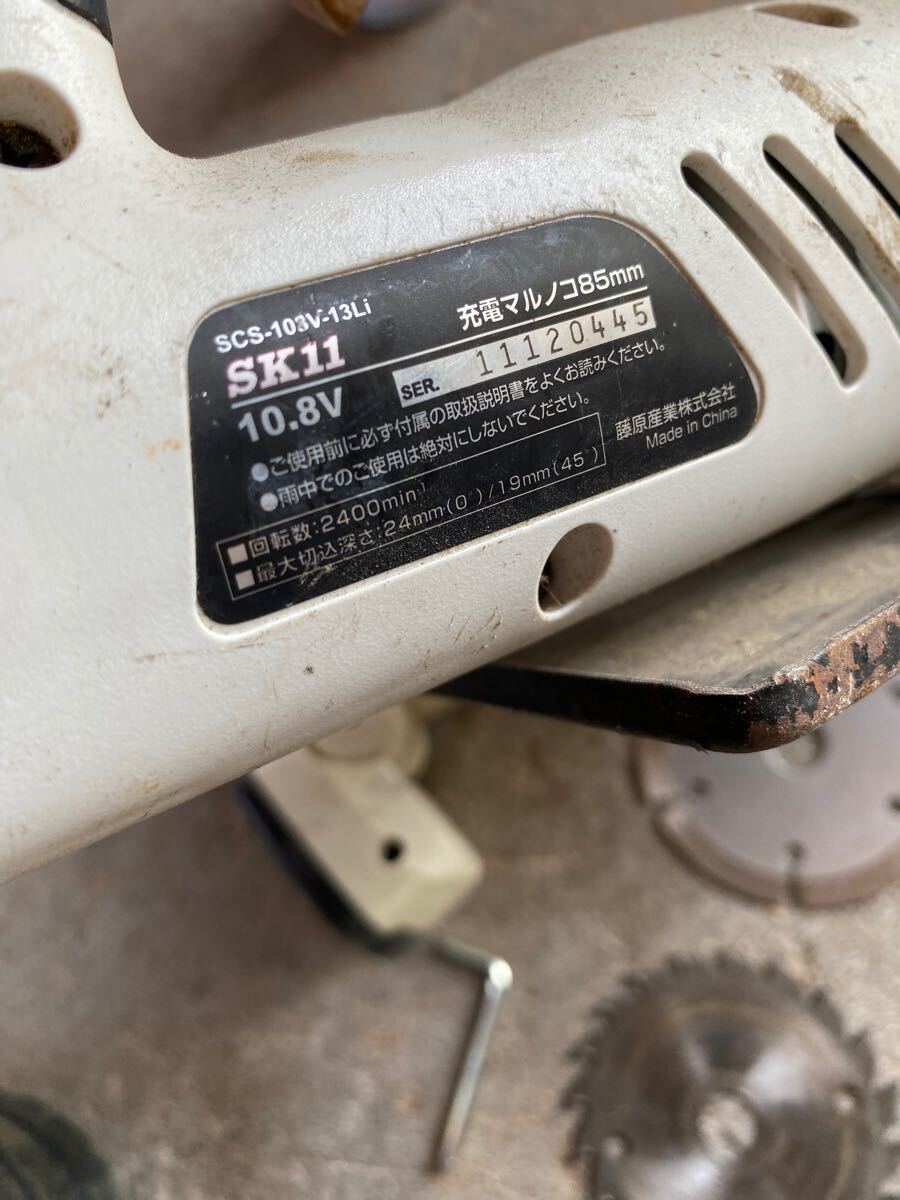 SCS-103V-13Li
充電マルノコ85mm
SK11
SER. 11120445
10.8V
●ご使用前に必ず付属の取扱説明書をよくお読みください。
●雨中でのご使用は絶対にしないでください。
藤原産業株式会社
Made in China
■回転数:2400min⁻¹
■最大切込深さ:24mm(0°)/19mm(45°)